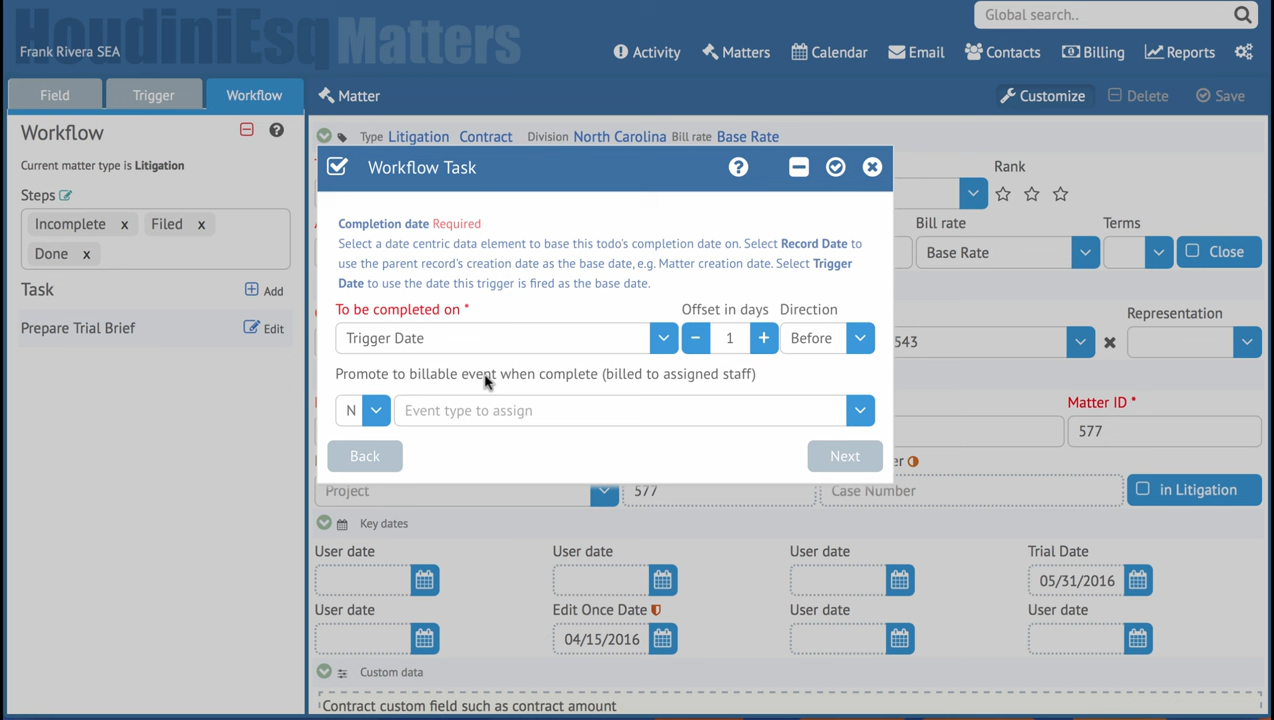 HoudiniEsq Matters
Frank Rivera SEA
Global search..
Activity Matters Calendar Email Contacts Billing Reports
Field Trigger Workflow
Matter
Customize Delete Save
Workflow
Current matter type is Litigation
Steps
Incomplete x Filed x
Done x
Task Add
Prepare Trial Brief Edit
Type Litigation Contract Division North Carolina Bill rate Base Rate
Rank
Bill rate Terms
Base Rate Close
Representation
543
Matter ID *
577
Workflow Task
Completion date Required
Select a date centric data element to base this todo's completion date on. Select Record Date to
use the parent record's creation date as the base date, e.g. Matter creation date. Select Trigger
Date to use the date this trigger is fired as the base date.
To be completed on * Offset in days Direction
Trigger Date − 1 + Before
Promote to billable event when complete (billed to assigned staff)
N Event type to assign
Back Next
Project 577 Case Number in Litigation
Key dates
User date User date User date Trial Date
05/31/2016
User date Edit Once Date User date User date
04/15/2016
Custom data
Contract custom field such as contract amount